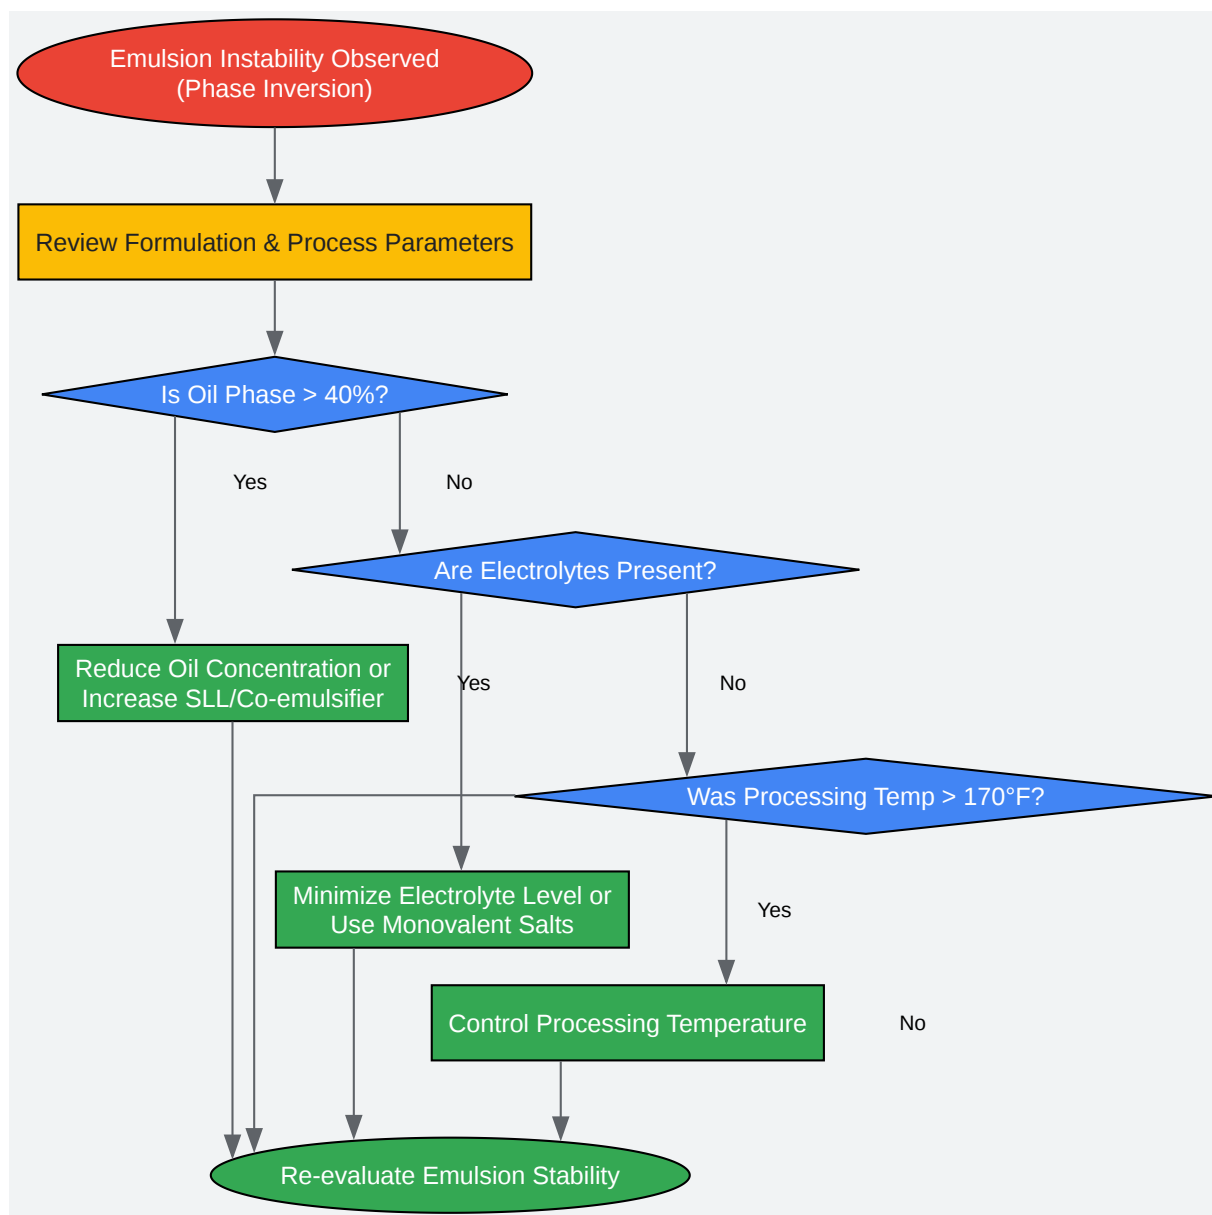 Emulsion Instability Observed
(Phase Inversion)
Review Formulation & Process Parameters
Is Oil Phase > 40%?
Yes
No
Are Electrolytes Present?
Reduce Oil Concentration or
Increase SLL/Co-emulsifier
Yes
No
Was Processing Temp > 170°F?
Minimize Electrolyte Level or
Use Monovalent Salts
Yes
Control Processing Temperature
No
Re-evaluate Emulsion Stability